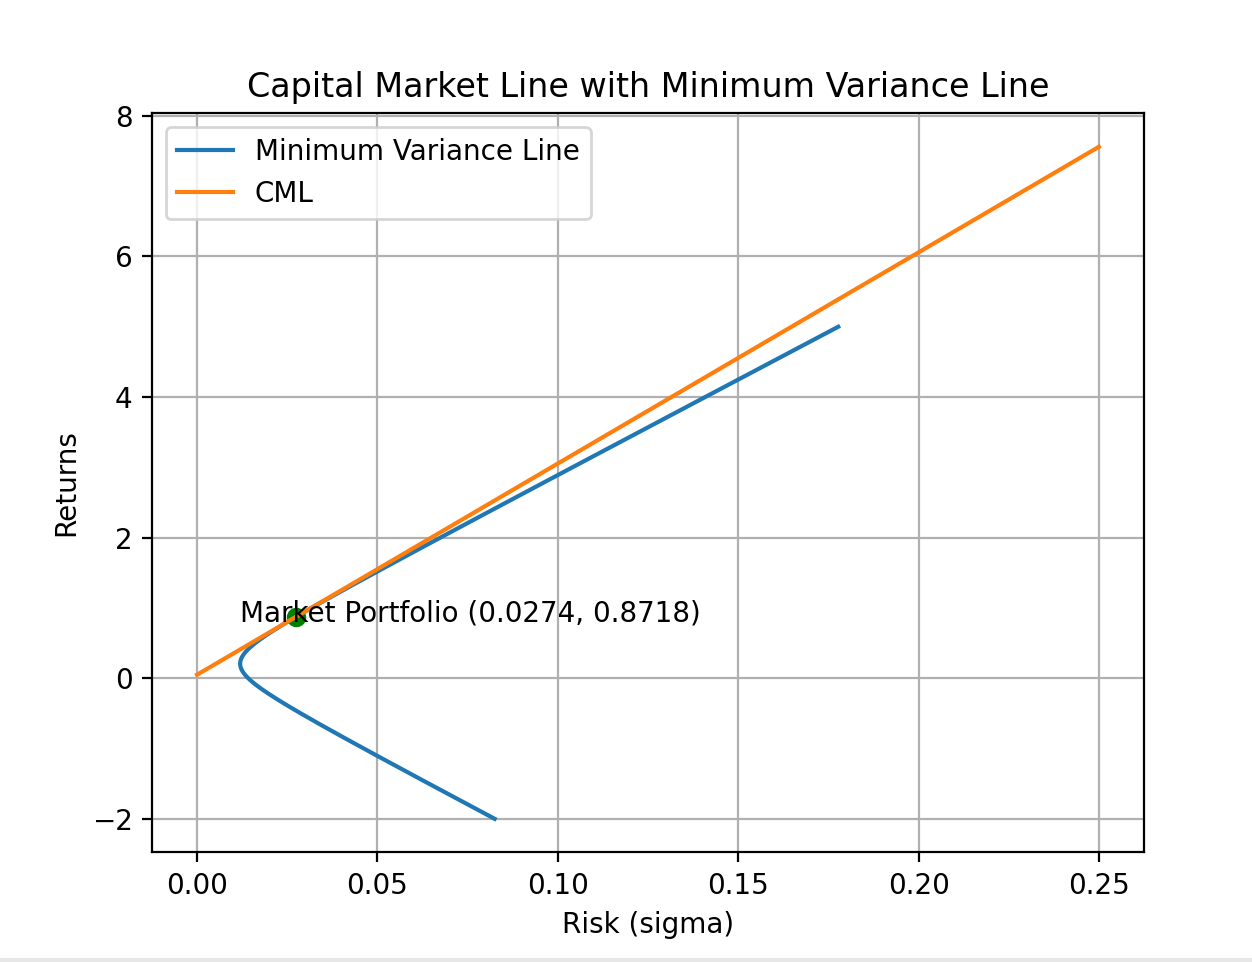 Capital Market Line with Minimum Variance Line
Minimum Variance Line
CML
8
6
4
2
0
−2
Returns
Market Portfolio (0.0274, 0.8718)
0.00 0.05 0.10 0.15 0.20 0.25
Risk (sigma)